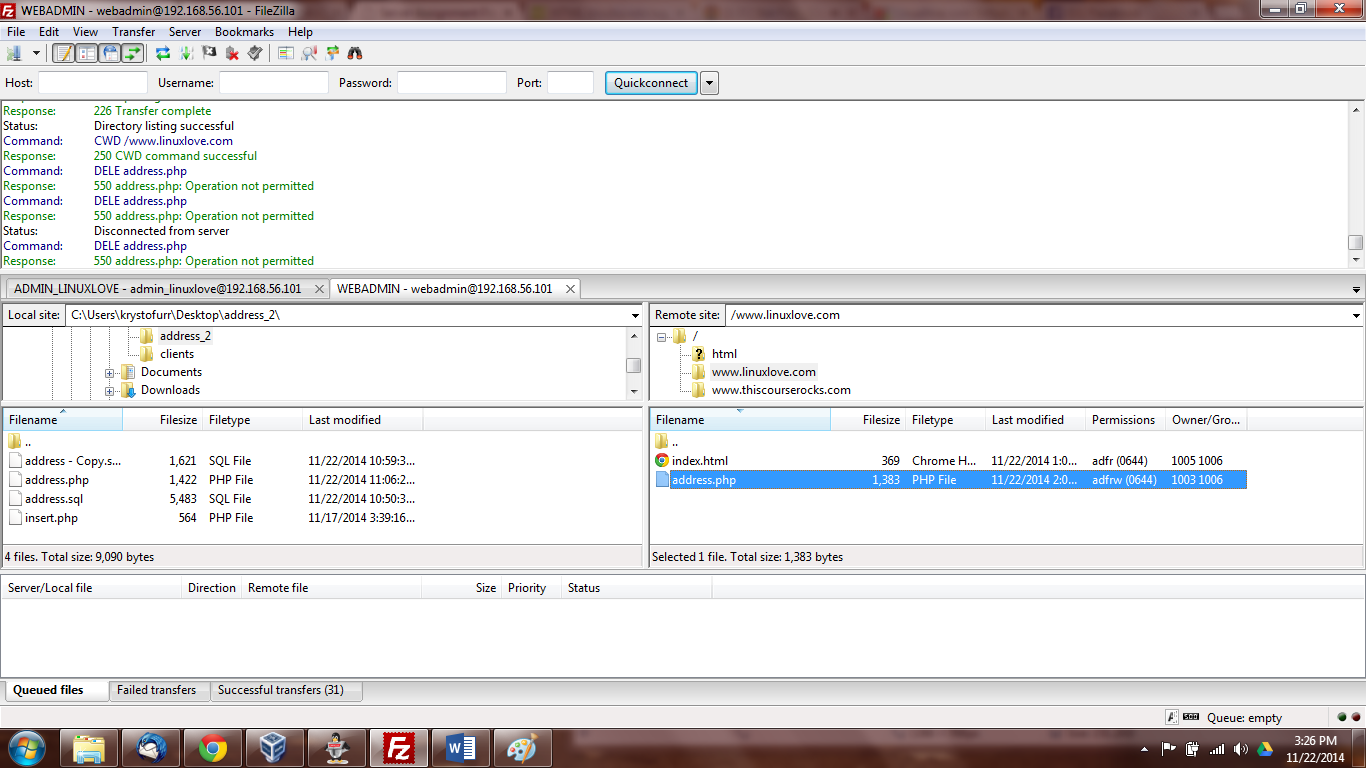 WEBADMIN - webadmin@192.168.56.101 - FileZilla
File Edit View Transfer Server Bookmarks Help
Host: Username: Password: Port: Quickconnect
Response: 226 Transfer complete
Status: Directory listing successful
Command: CWD /www.linuxlove.com
Response: 250 CWD command successful
Command: DELE address.php
Response: 550 address.php: Operation not permitted
Command: DELE address.php
Response: 550 address.php: Operation not permitted
Status: Disconnected from server
Command: DELE address.php
Response: 550 address.php: Operation not permitted
ADMIN_LINUXLOVE - admin_linuxlove@192.168.56.101 WEBADMIN - webadmin@192.168.56.101
Local site: C:\Users\krystofurr\Desktop\address_2\
address_2
clients
Documents
Downloads
Filename Filesize Filetype Last modified
..
address - Copy.s... 1,621 SQL File 11/22/2014 10:59:3...
address.php 1,422 PHP File 11/22/2014 11:06:2...
address.sql 5,483 SQL File 11/22/2014 10:50:3...
insert.php 564 PHP File 11/17/2014 3:39:16...
4 files. Total size: 9,090 bytes
Remote site: /www.linuxlove.com
/
html
www.linuxlove.com
www.thiscourserocks.com
Filename Filesize Filetype Last modified Permissions Owner/Gro...
..
index.html 369 Chrome H... 11/22/2014 1:0... adfr (0644) 1005 1006
address.php 1,383 PHP File 11/22/2014 2:0... adfrw (0644) 1003 1006
Selected 1 file. Total size: 1,383 bytes
Server/Local file Direction Remote file Size Priority Status
Queued files Failed transfers Successful transfers (31)
Queue: empty
3:26 PM
11/22/2014